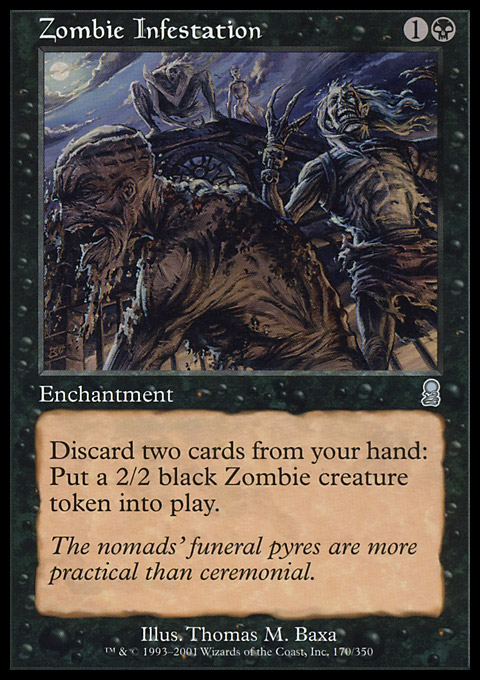 Zombie Infestation 1
Enchantment
Discard two cards from your hand:
Put a 2/2 black Zombie creature
token into play.
The nomads' funeral pyres are more
practical than ceremonial.
Illus. Thomas M. Baxa
™ & © 1993–2001 Wizards of the Coast, Inc. 170/350